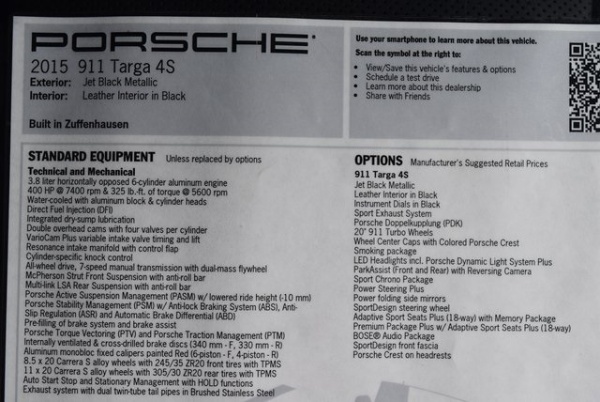 PORSCHE
2015 911 Targa 4S
Exterior: Jet Black Metallic
Interior: Leather Interior in Black
Built in Zuffenhausen
Use your smartphone to learn more about this vehicle.
Scan the symbol at the right to:
• View/Save this vehicle's features & options
• Schedule a test drive
• Learn more about this dealership
• Share with Friends
STANDARD EQUIPMENT Unless replaced by options
Technical and Mechanical
3.8 liter horizontally opposed 6-cylinder aluminum engine
400 HP @ 7400 rpm & 325 lb.-ft. of torque @ 5600 rpm
Water-cooled with aluminum block & cylinder heads
Direct Fuel Injection (DFI)
Integrated dry-sump lubrication
Double overhead cams with four valves per cylinder
VarioCam Plus variable intake valve timing and lift
Resonance intake manifold with control flap
Cylinder-specific knock control
All-wheel drive, 7-speed manual transmission with dual-mass flywheel
McPherson Strut Front Suspension with anti-roll bar
Multi-link LSA Rear Suspension with anti-roll bar
Porsche Active Suspension Management (PASM) w/ lowered ride height (-10 mm)
Porsche Stability Management (PSM) w/ Anti-lock Braking System (ABS), Anti-
Slip Regulation (ASR) and Automatic Brake Differential (ABD)
Pre-filling of brake system and brake assist
Porsche Torque Vectoring (PTV) and Porsche Traction Management (PTM)
Internally ventilated & cross-drilled brake discs (340 mm - F, 330 mm - R)
Aluminum monobloc fixed calipers painted Red (6-piston - F, 4-piston - R)
8.5 x 20 Carrera S alloy wheels with 245/35 ZR20 front tires with TPMS
11 x 20 Carrera S alloy wheels with 305/30 ZR20 rear tires with TPMS
Auto Start Stop and Stationary Management with HOLD functions
Exhaust system with dual twin-tube tail pipes in Brushed Stainless Steel
OPTIONS Manufacturer's Suggested Retail Prices
911 Targa 4S
Jet Black Metallic
Leather Interior in Black
Instrument Dials in Black
Sport Exhaust System
Porsche Doppelkupplung (PDK)
20" 911 Turbo Wheels
Wheel Center Caps with Colored Porsche Crest
Smoking package
LED Headlights incl. Porsche Dynamic Light System Plus
ParkAssist (Front and Rear) with Reversing Camera
Sport Chrono Package
Power Steering Plus
Power folding side mirrors
SportDesign steering wheel
Adaptive Sport Seats Plus (18-way) with Memory Package
Premium Package Plus w/ Adaptive Sport Seats Plus (18-way)
BOSE® Audio Package
SportDesign front fascia
Porsche Crest on headrests